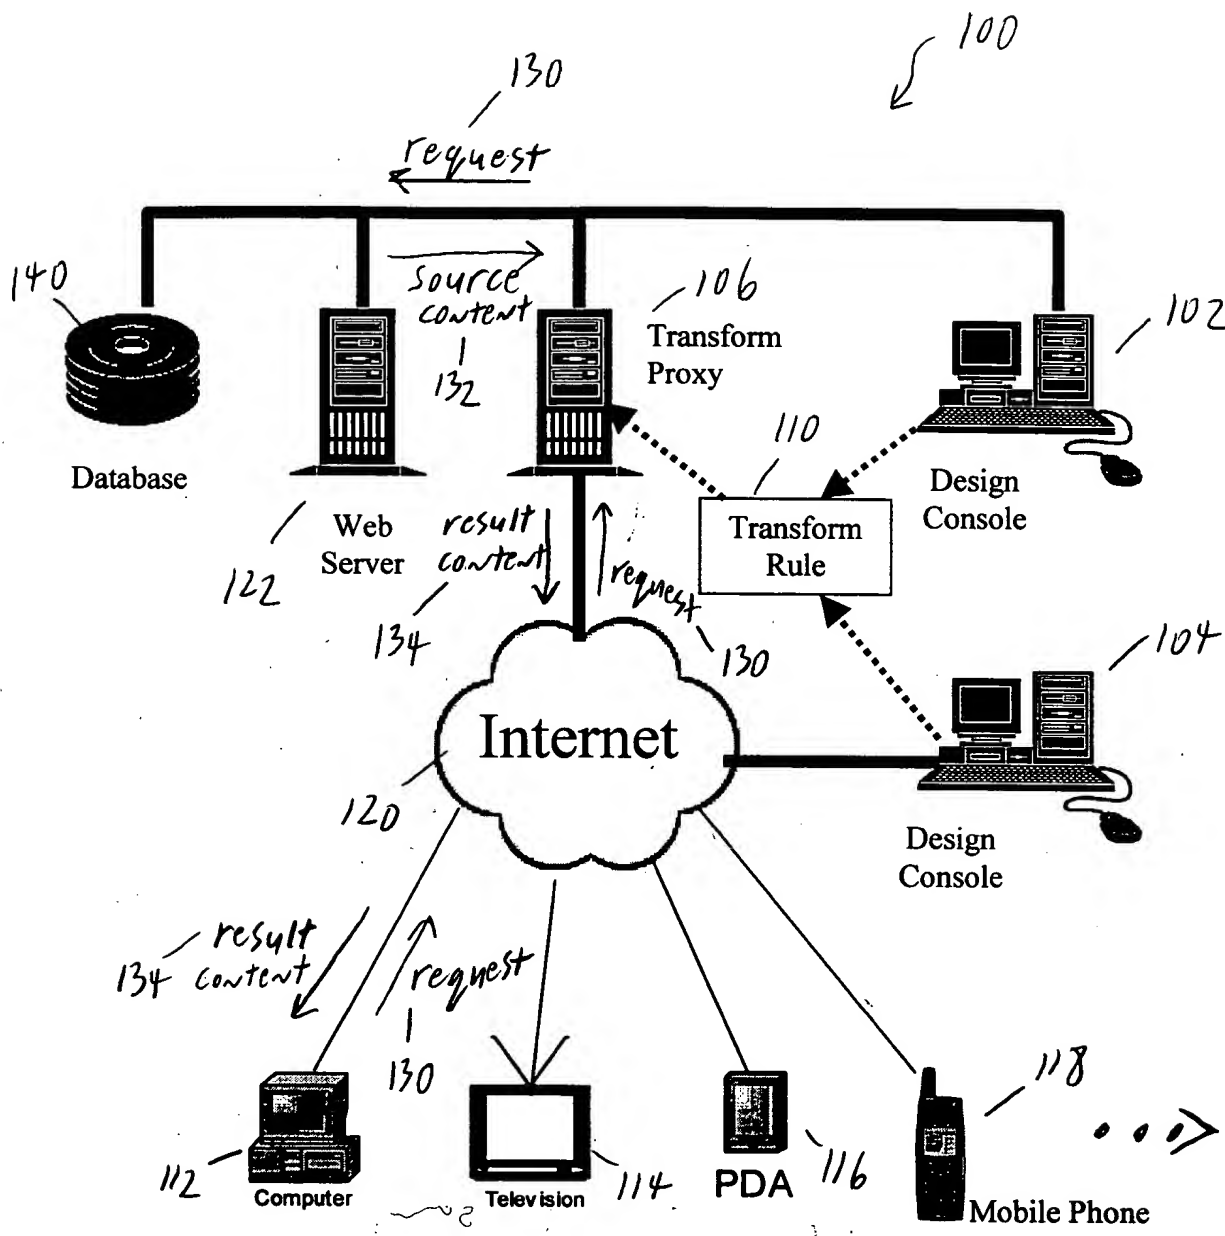 100
130
request
140
source
content
132
106
Transform
Proxy
102
110
Database
122
Web
Server
result
content
134
request
130
Transform
Rule
Design
Console
104
Internet
120
Design
Console
result
134 content
request
130
118
112
Computer
Television
114
PDA
116
Mobile Phone